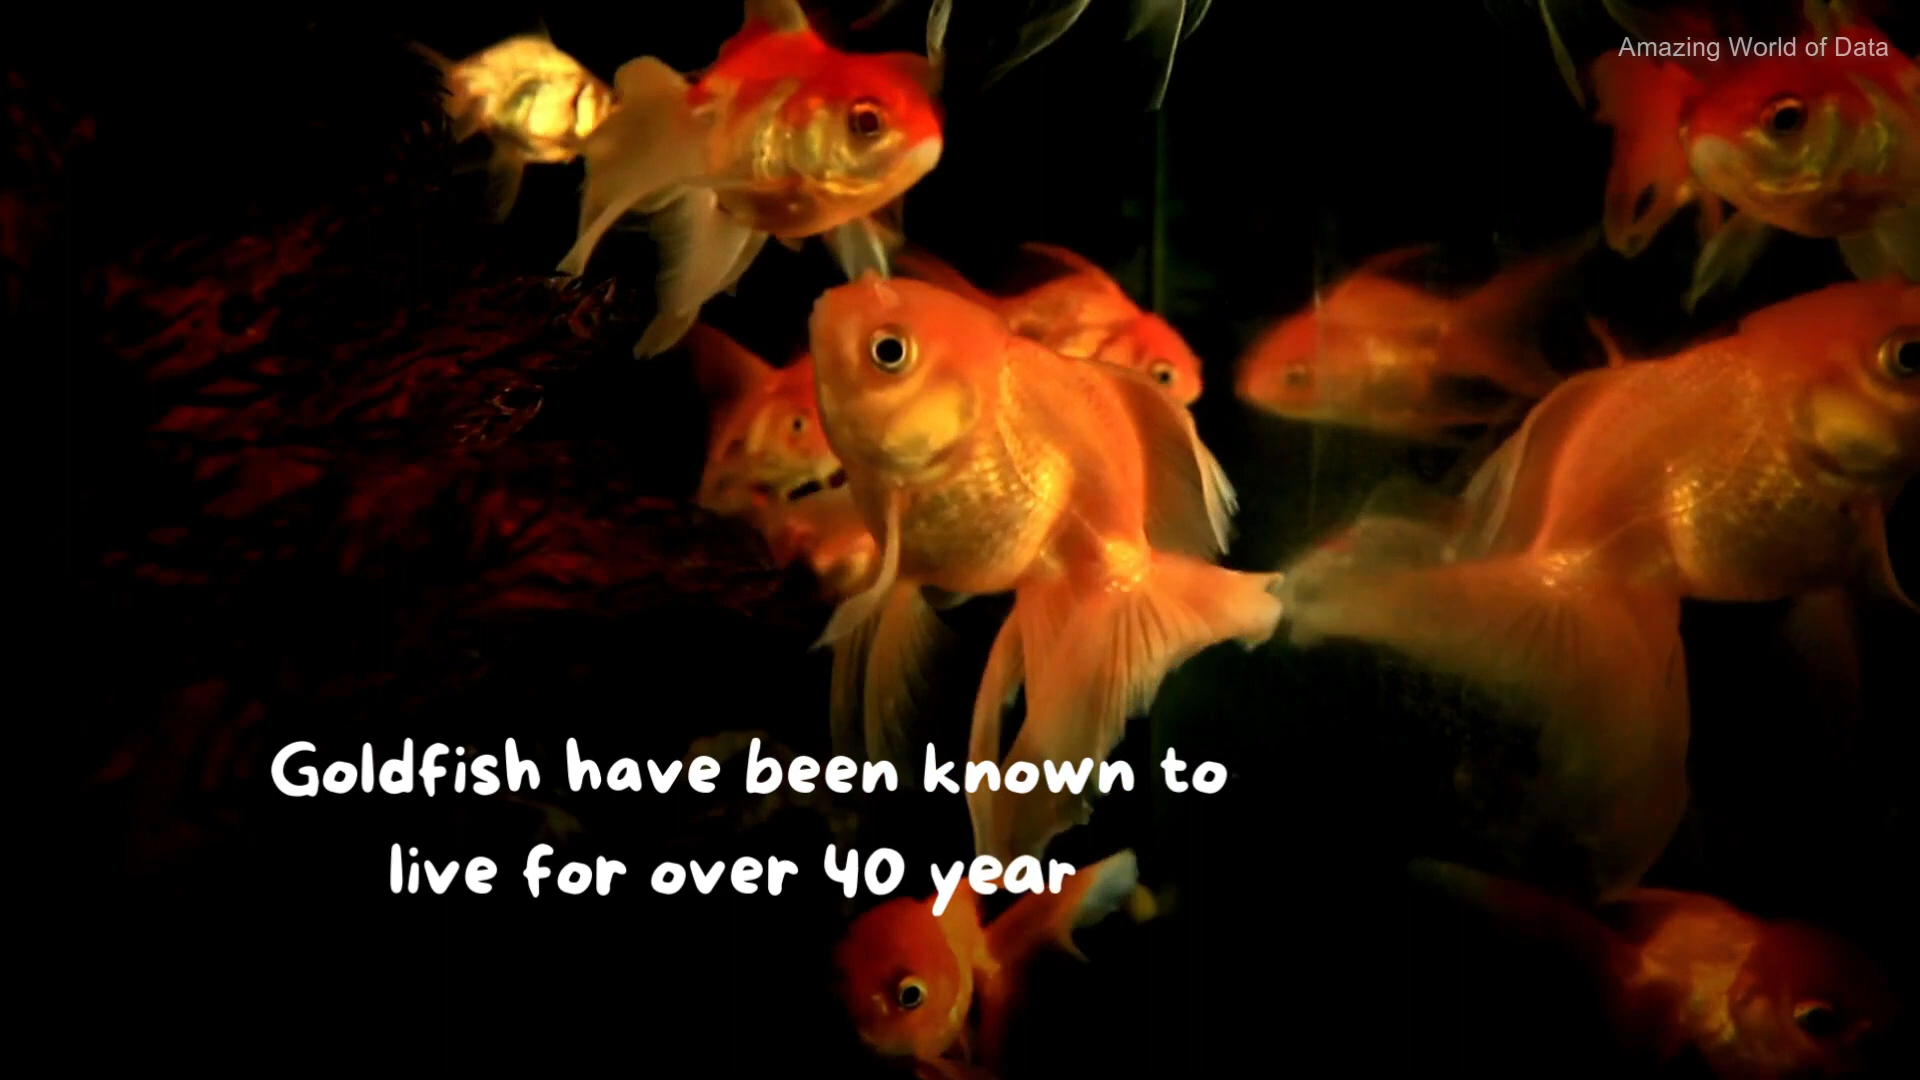 Amazing World of Data
Goldfish have been known to
live for over 40 year